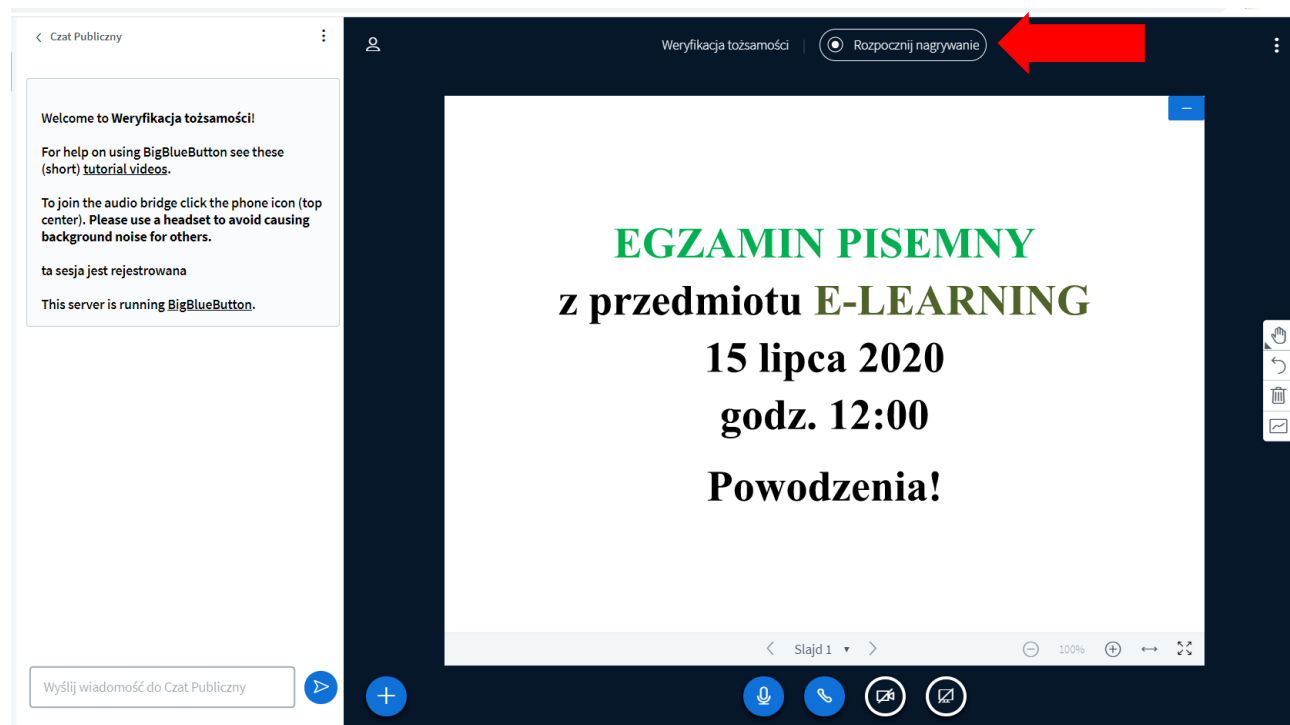 Czat Publiczny
Welcome to Weryfikacja tożsamości!
For help on using BigBlueButton see these
(short) tutorial videos.
To join the audio bridge click the phone icon (top
center). Please use a headset to avoid causing
background noise for others.
ta sesja jest rejestrowana
This server is running BigBlueButton.
Wyślij wiadomość do Czat Publiczny
Weryfikacja tożsamości
Rozpocznij nagrywanie
EGZAMIN PISEMNY
z przedmiotu E-LEARNING
15 lipca 2020
godz. 12:00
Powodzenia!
Slajd 1
100%